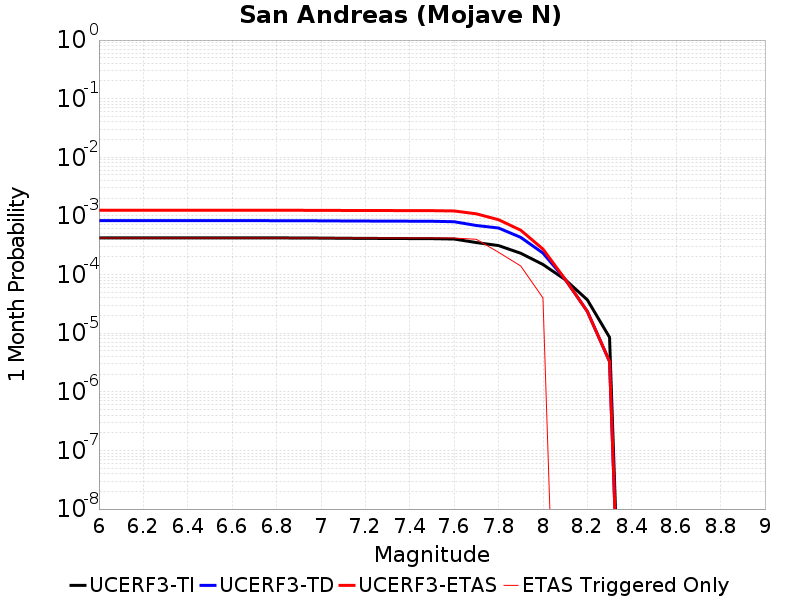 San Andreas (Mojave N)
1 Month Probability
10^0
10^-1
10^-2
10^-3
10^-4
10^-5
10^-6
10^-7
10^-8
6 6.2 6.4 6.6 6.8 7 7.2 7.4 7.6 7.8 8 8.2 8.4 8.6 8.8 9
Magnitude
UCERF3-TI UCERF3-TD UCERF3-ETAS ETAS Triggered Only